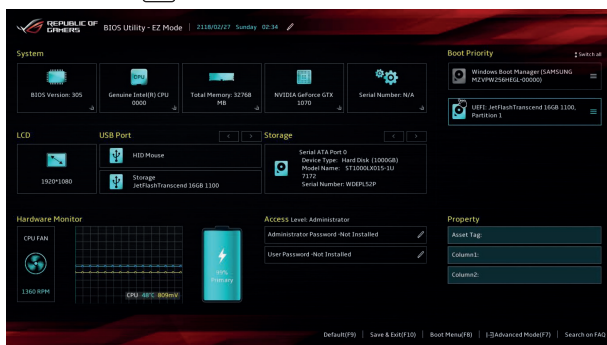 REPUBLIC OF
GAMERS
BIOS Utility - EZ Mode
2118/02/27 Sunday 02:34
System
BIOS Version: 305
CPU
Genuine Intel(R) CPU
0000
Total Memory: 32768
MB
NVIDIA GeForce GTX
1070
Serial Number: N/A
Boot Priority
Switch all
Windows Boot Manager (SAMSUNG
MZVPW256HEGL-00000)
UEFI: JetFlashTranscend 16GB 1100,
Partition 1
LCD
1920*1080
USB Port
HID Mouse
Storage
JetFlashTranscend 16GB 1100
Storage
Serial ATA Port 0
Device Type: Hard Disk (1000GB)
Model Name: ST1000LX015-1U
7172
Serial Number: WDEPL52P
Hardware Monitor
CPU FAN
1360 RPM
CPU 48°C 809mV
99%
Primary
Access Level: Administrator
Administrator Password -Not Installed
User Password -Not Installed
Property
Asset Tag:
Column1:
Column2:
Default(F9) | Save & Exit(F10) | Boot Menu(F8) | Advanced Mode(F7) | Search on FAQ